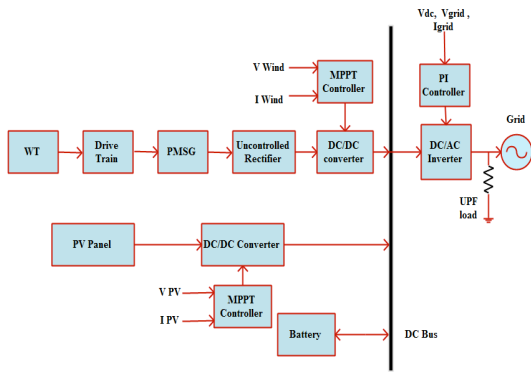 Vdc, Vgrid ,
Igrid
V Wind
I Wind
MPPT
Controller
PI
Controller
Grid
WT
Drive
Train
PMSG
Uncontrolled
Rectifier
DC/DC
converter
DC/AC
Inverter
UPF
load
PV Panel
DC/DC Converter
V PV
I PV
MPPT
Controller
Battery
DC Bus